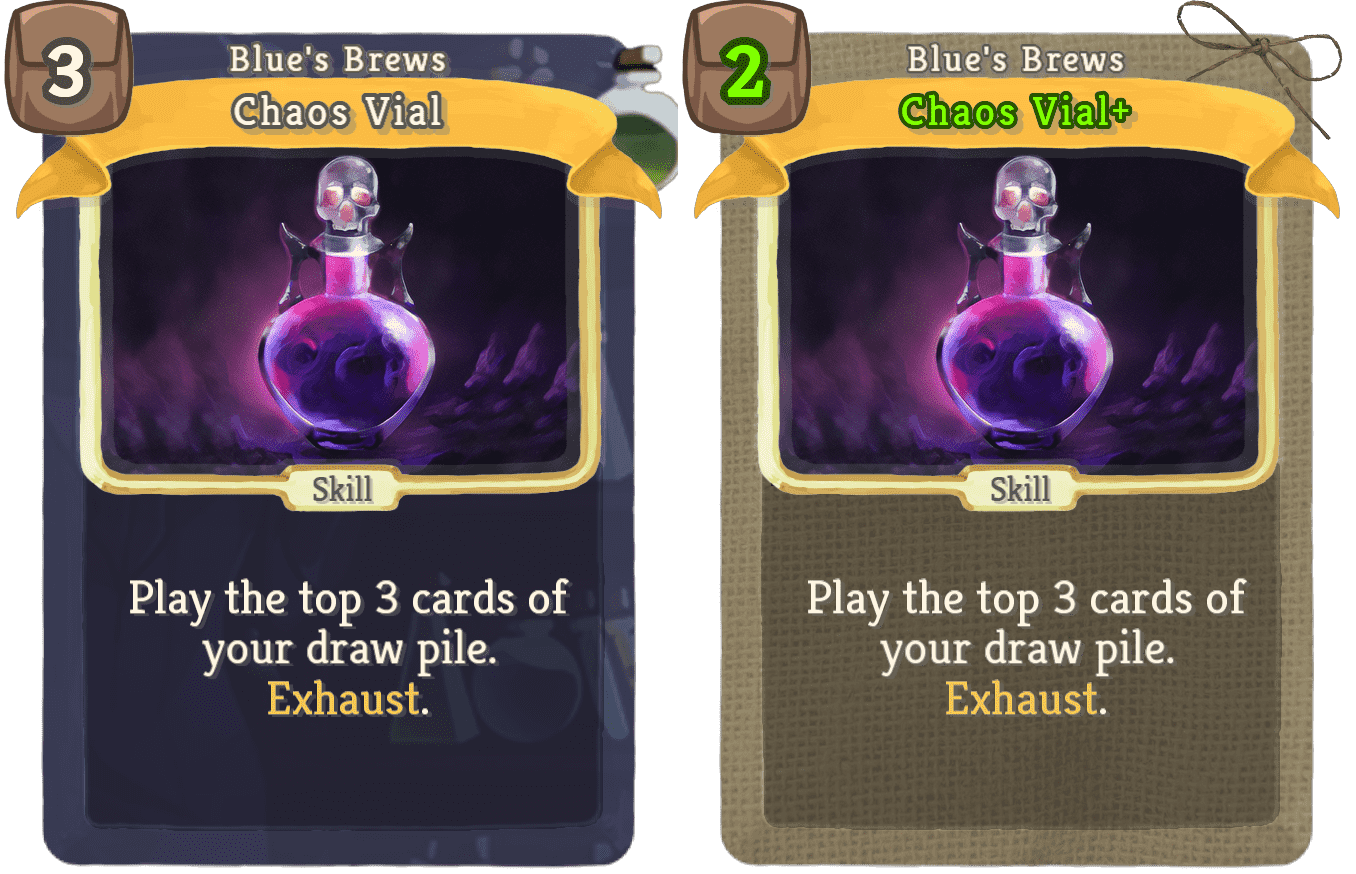 3
Blue's Brews
Chaos Vial
Skill
Play the top 3 cards of
your draw pile.
Exhaust.
2
Blue's Brews
Chaos Vial+
Skill
Play the top 3 cards of
your draw pile.
Exhaust.